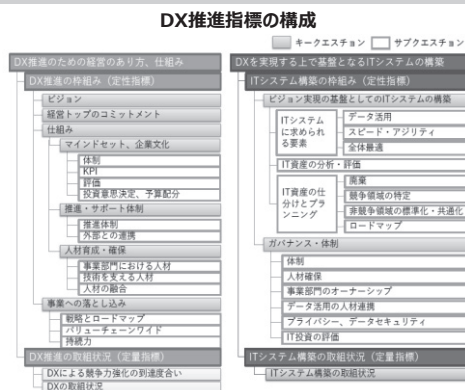 DX推進指標の構成
キークエスチョン サブクエスチョン
DX推進のための経営のあり方、仕組み
DX推進の枠組み（定性指標）
ビジョン
経営トップのコミットメント
仕組み
マインドセット、企業文化
体制
KPI
評価
投資意思決定、予算配分
推進・サポート体制
推進体制
外部との連携
人材育成・確保
事業部門における人材
技術を支える人材
人材の融合
事業への落とし込み
戦略とロードマップ
バリューチェーンワイド
持続力
DX推進の取組状況（定量指標）
DXによる競争力強化の到達度合い
DXの取組状況
DXを実現する上で基盤となるITシステムの構築
ITシステム構築の枠組み（定性指標）
ビジョン実現の基盤としてのITシステムの構築
ITシステム
に求められ
る要素
データ活用
スピード・アジリティ
全体最適
IT資産の分析・評価
IT資産の仕
分けとプラ
ンニング
廃棄
競争領域の特定
非競争領域の標準化・共通化
ロードマップ
ガバナンス・体制
体制
人材確保
事業部門のオーナーシップ
データ活用の人材連携
プライバシー、データセキュリティ
IT投資の評価
ITシステム構築の取組状況（定量指標）
ITシステム構築の取組状況